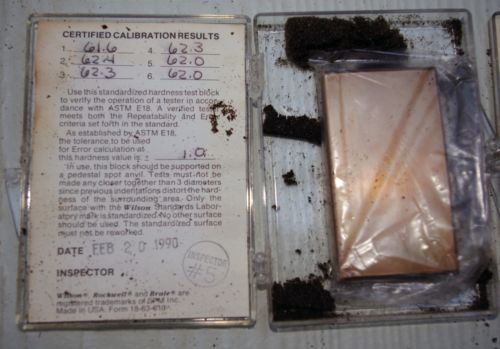 CERTIFIED CALIBRATION RESULTS
1. 61.6 4. 62.3
2. 62.4 5. 62.0
3. 62.3 6. 62.0
Use this standardized hardness test block
to verify the operation of a tester in accor-
dance with ASTM E18. A verified tester
meets both the Repeatability and Error
criteria set forth in the standard.
As established by ASTM E18,
the tolerance to be used
for Error calculation at
this hardness value is: ± 1.0
In use, this block should be supported on
a pedestal spot anvil. Tests must not be
made any closer together than 3 diameters
since previous indentations distort the hard-
ness of the surrounding area. Only the
surface with the Wilson Standards Labor-
atory mark is standardized. No other surface
should be used. The standardized surface
must not be reworked.
DATE FEB 20 1990
INSPECTOR
INSPECTOR
#5
Wilson®, Rockwell® and Brale® are
registered trademarks of Inc.
Made in USA. Form 18-63-610